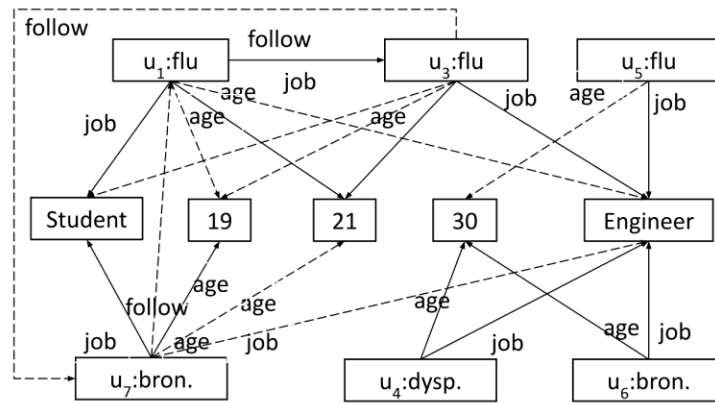 follow
follow
u1:flu
u3:flu
u5:flu
job
job
age
age
job
job
age
age
job
Student
19
21
30
Engineer
follow
age
age
age
age
job
job
age
job
job
u7:bron.
u4:dysp.
u6:bron.